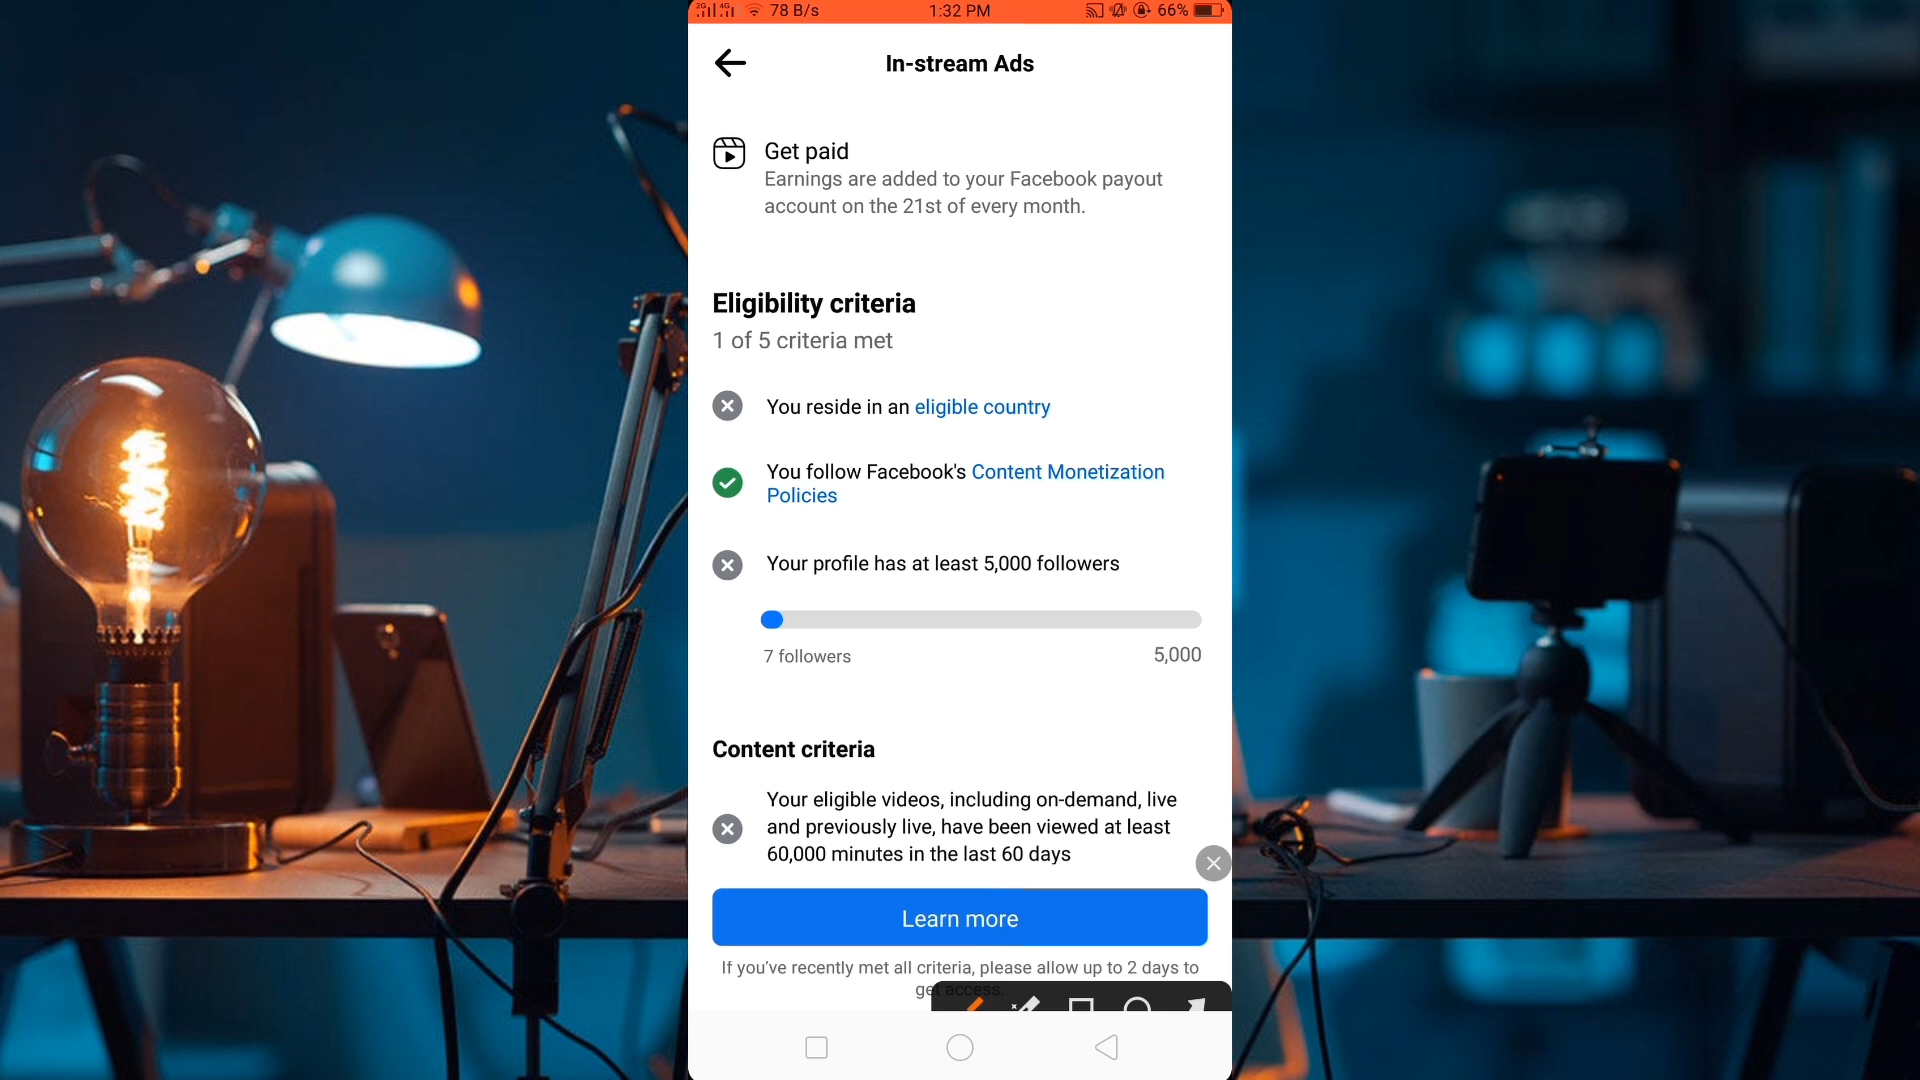 2G 4G 78 B/s 1:32 PM 66%
In-stream Ads
Get paid
Earnings are added to your Facebook payout
account on the 21st of every month.
Eligibility criteria
1 of 5 criteria met
You reside in an eligible country
You follow Facebook's Content Monetization
Policies
Your profile has at least 5,000 followers
7 followers 5,000
Content criteria
Your eligible videos, including on-demand, live
and previously live, have been viewed at least
60,000 minutes in the last 60 days
Learn more
If you've recently met all criteria, please allow up to 2 days to
get access.